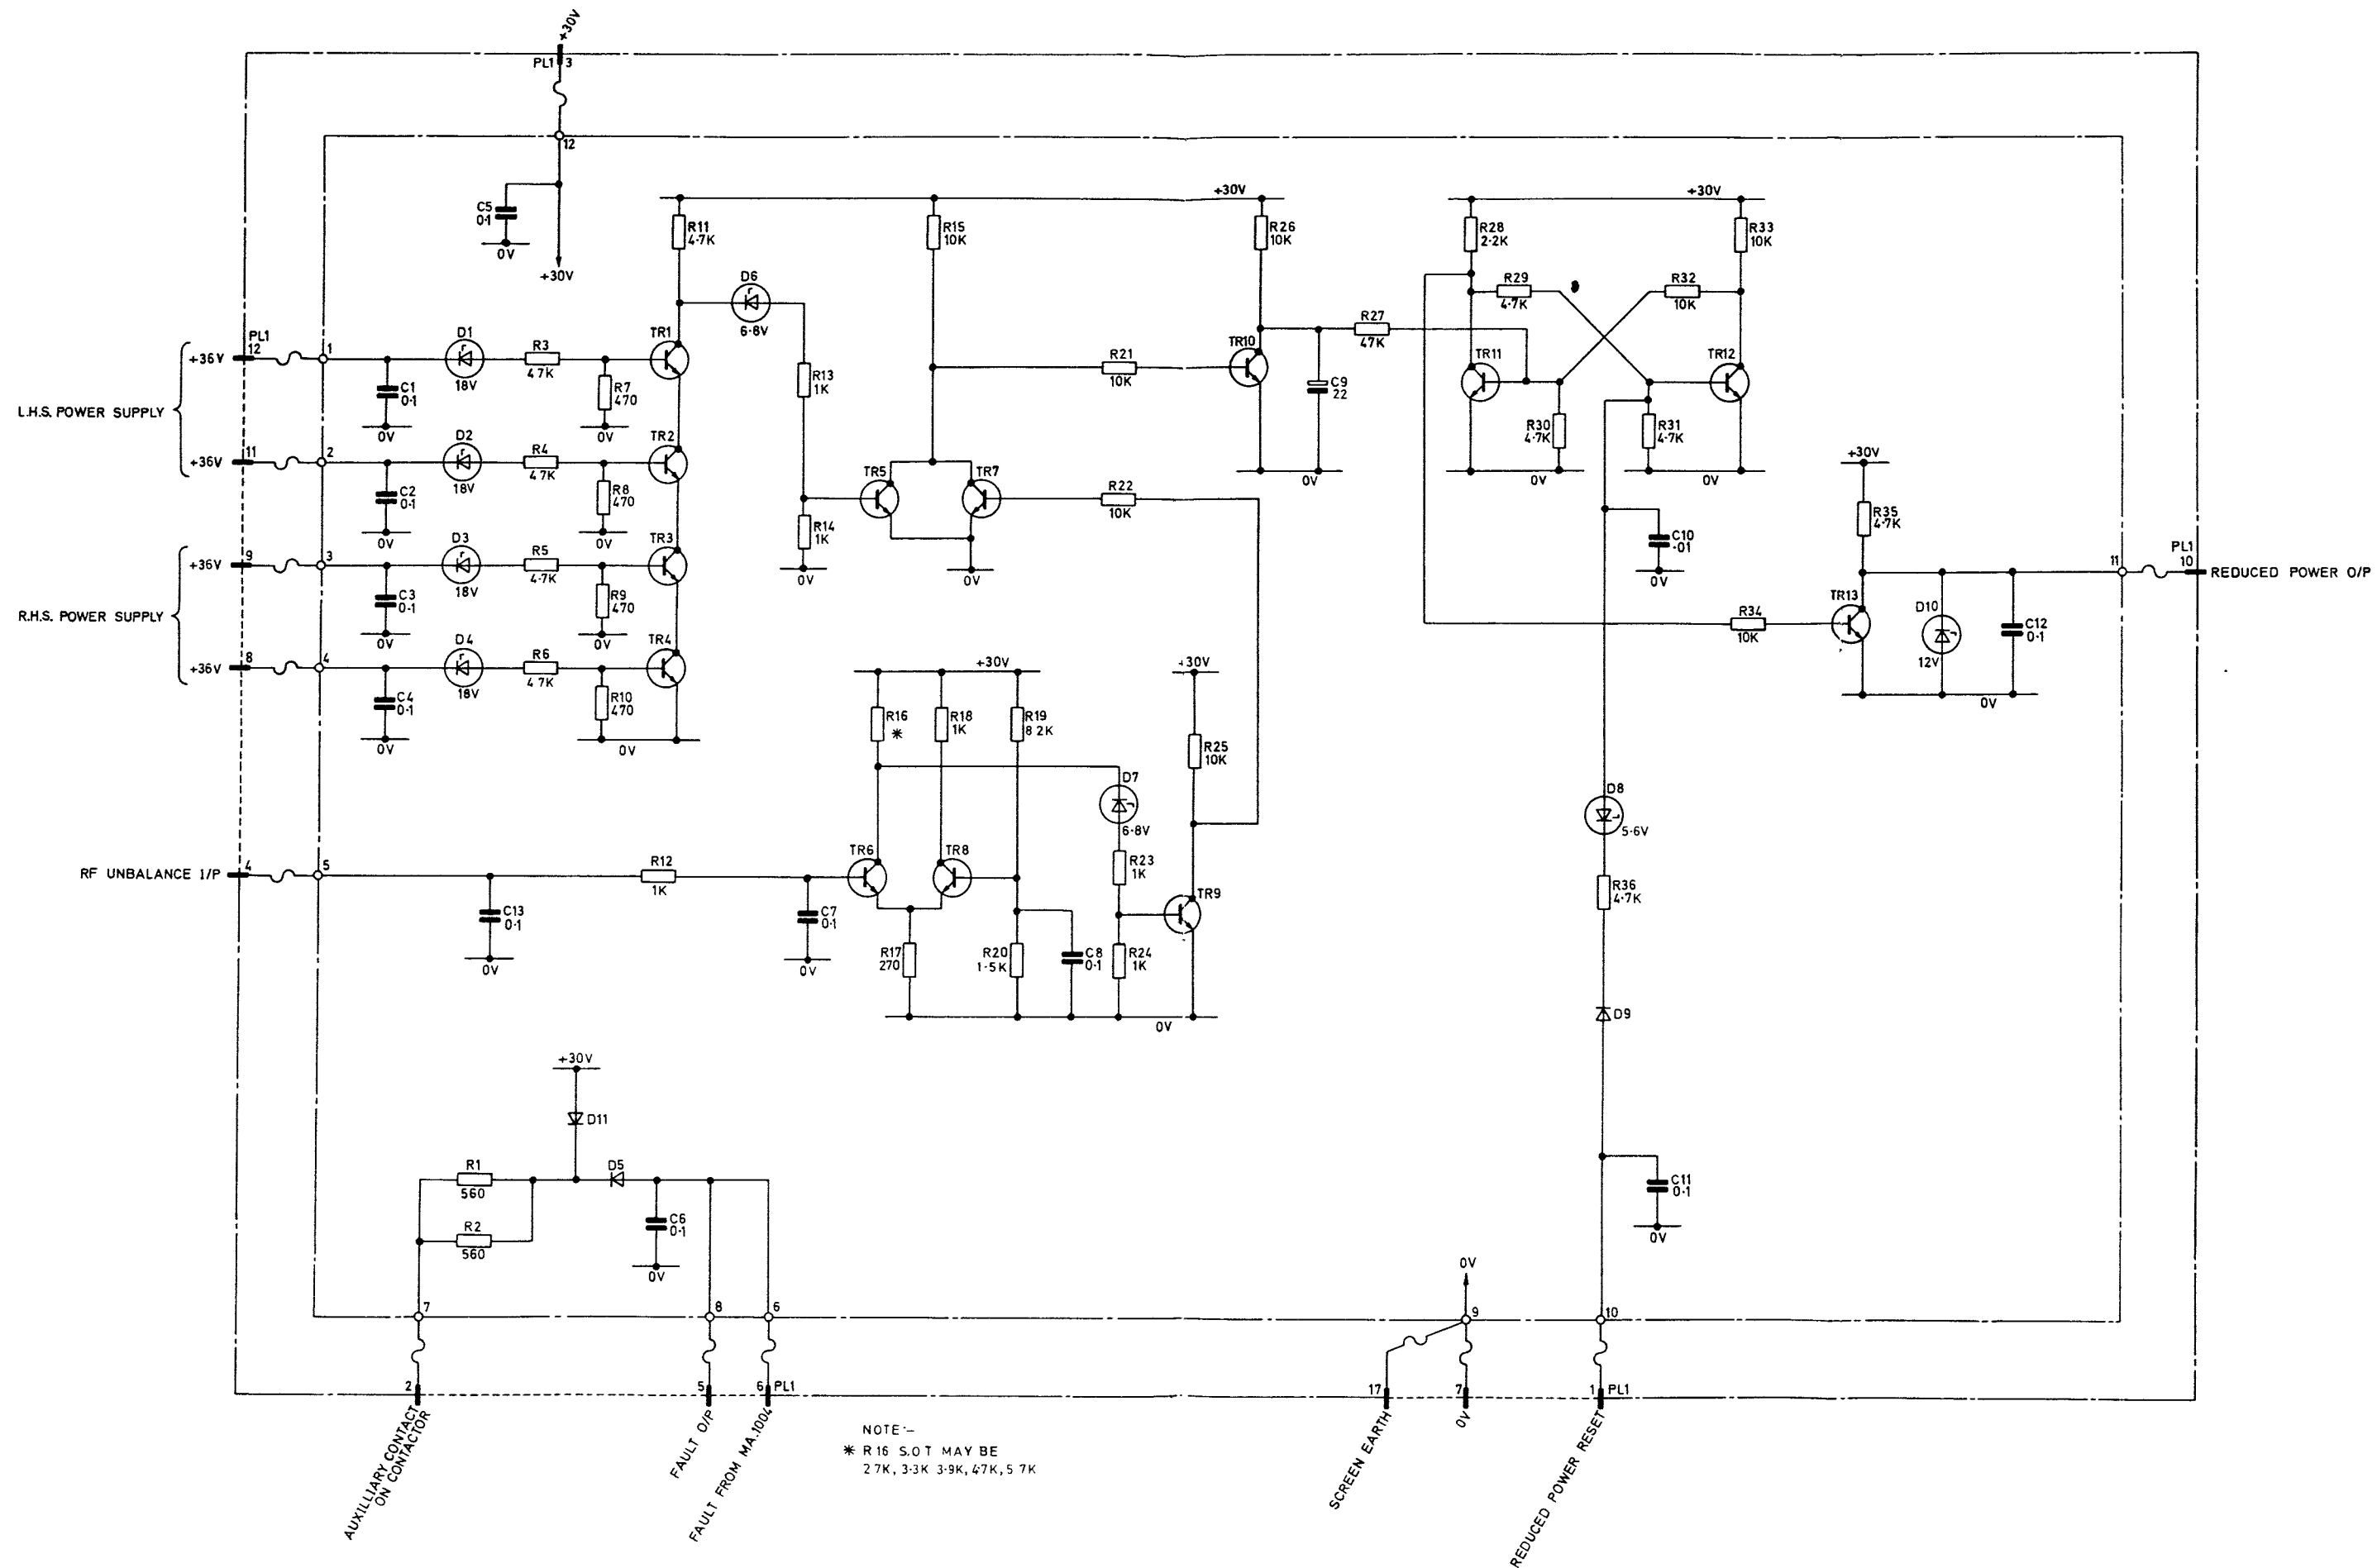 +30V
PL1 3
12
C5
0·1
0V
+30V
+30V
R11
4·7K
R15
10K
R26
10K
D6
6·8V
+30V
R28
2·2K
R33
10K
R29
4·7K
R32
10K
L.H.S. POWER SUPPLY
+36V
PL1
12
1
C1
0·1
0V
D1
18V
R3
4 7K
R7
470
0V
TR1
+36V
11
2
C2
0·1
0V
D2
18V
R4
4 7K
R8
470
0V
TR2
R.H.S. POWER SUPPLY
+36V
9
3
C3
0·1
0V
D3
18V
R5
4·7K
R9
470
0V
TR3
+36V
8
4
C4
0·1
0V
D4
18V
R6
4 7K
R10
470
0V
TR4
R13
1K
R14
1K
0V
TR5
TR7
0V
R21
10K
R22
10K
TR10
C9
22
0V
R27
47K
TR11
TR12
R30
4·7K
R31
4·7K
0V
0V
C10
·01
0V
+30V
R35
4·7K
R34
10K
TR13
D10
12V
C12
0·1
0V
11
PL1
10
REDUCED POWER O/P
+30V
R16
*
R18
1K
R19
8 2K
+30V
R25
10K
D7
6·8V
R23
1K
TR9
R24
1K
RF UNBALANCE I/P
4
5
C13
0·1
0V
R12
1K
C7
0·1
0V
TR6
TR8
R17
270
R20
1·5K
C8
0·1
0V
D8
5·6V
R36
4·7K
D9
C11
0·1
0V
+30V
D11
R1
560
R2
560
D5
C6
0·1
0V
7
8
6
0V
9
10
2
5
6
PL1
17
7
1
PL1
AUXILLIARY CONTACT
ON CONTACTOR
FAULT O/P
FAULT FROM MA.1004
SCREEN EARTH
0V
REDUCED POWER RESET
NOTE:-
* R16 S.O.T MAY BE
2 7K, 3·3K 3·9K, 4·7K, 5 7K